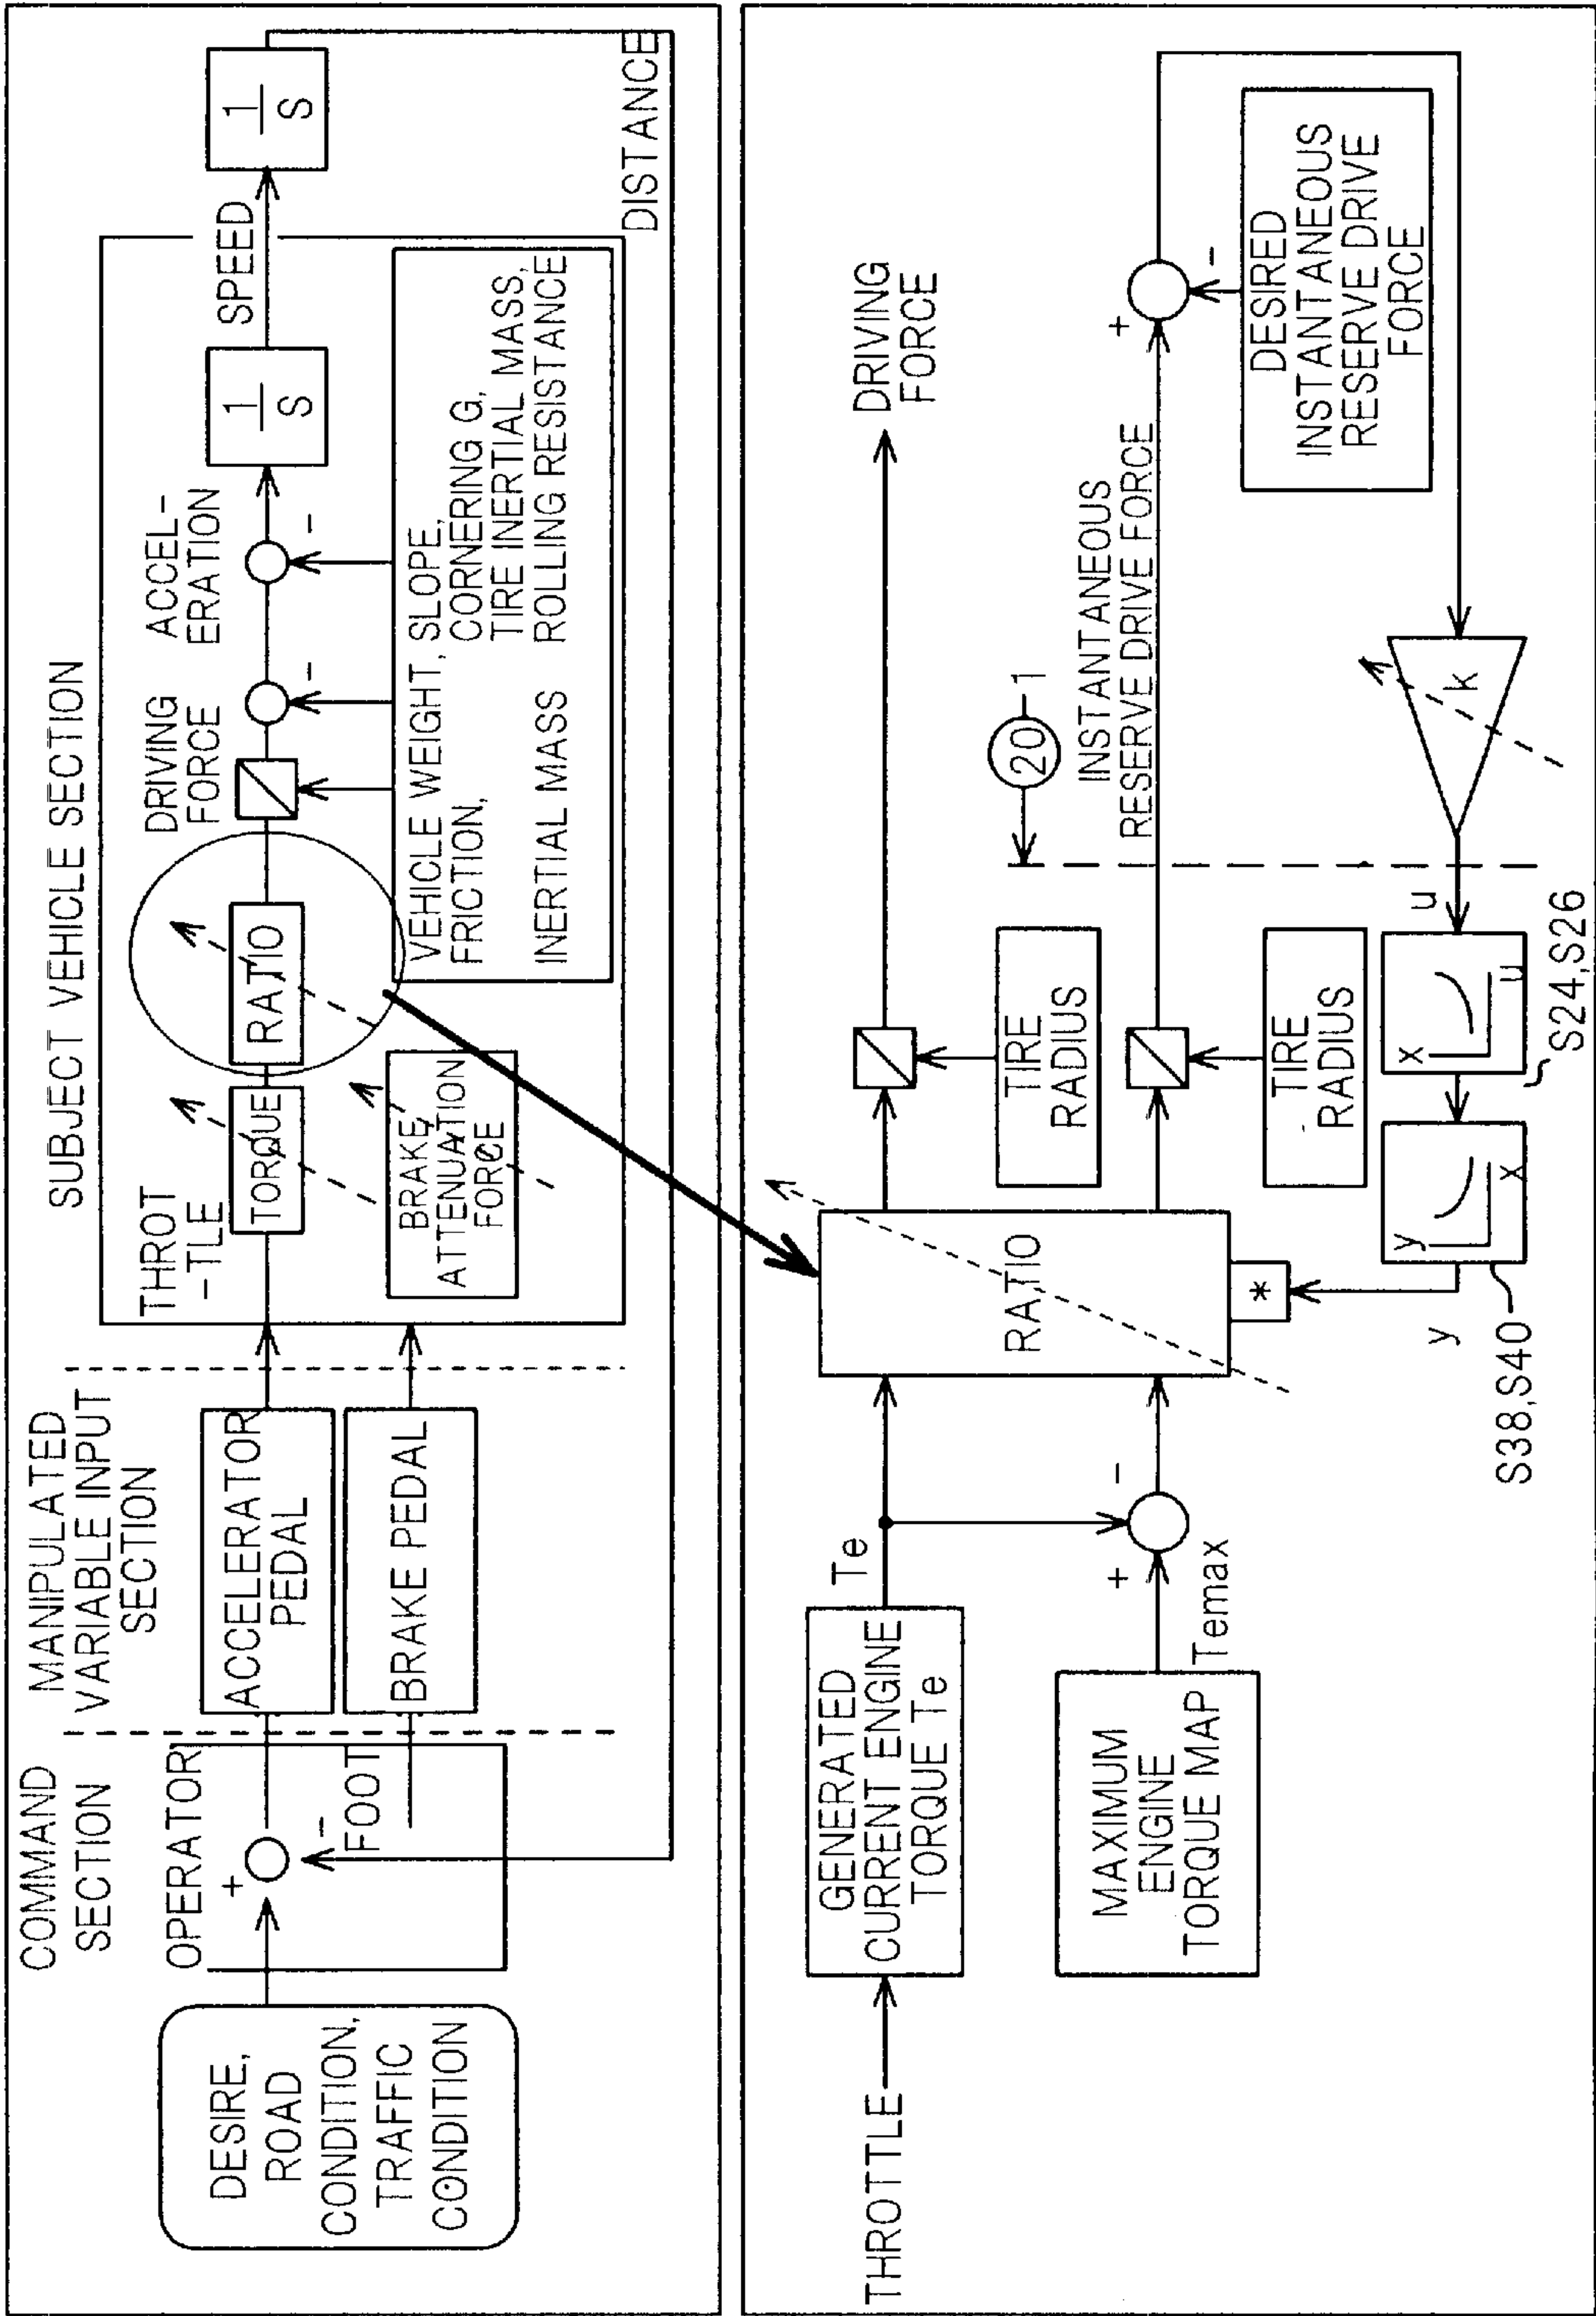 COMMAND
SECTION
MANIPULATED
VARIABLE INPUT
SECTION
SUBJECT VEHICLE SECTION
DESIRE,
ROAD
CONDITION,
TRAFFIC
CONDITION
OPERATOR
+
-
FOOT
ACCELERATOR
PEDAL
BRAKE PEDAL
THROT
-TLE
TORQUE
RATIO
BRAKE
ATTENUATION
FORCE
DRIVING
FORCE
ACCEL-
ERATION
-
-
1
S
SPEED
1
S
VEHICLE WEIGHT, SLOPE,
FRICTION, CORNERING G,
TIRE INERTIAL MASS,
INERTIAL MASS ROLLING RESISTANCE
DISTANCE
THROTTLE
GENERATED
CURRENT ENGINE
TORQUE Te
Te
MAXIMUM
ENGINE
TORQUE MAP
Temax
+
-
RATIO
*
TIRE
RADIUS
TIRE
RADIUS
DRIVING
FORCE
20-1
INSTANTANEOUS
RESERVE DRIVE FORCE
+
-
DESIRED
INSTANTANEOUS
RESERVE DRIVE
FORCE
k
u
x
u
S24,S26
y
x
y
S38,S40